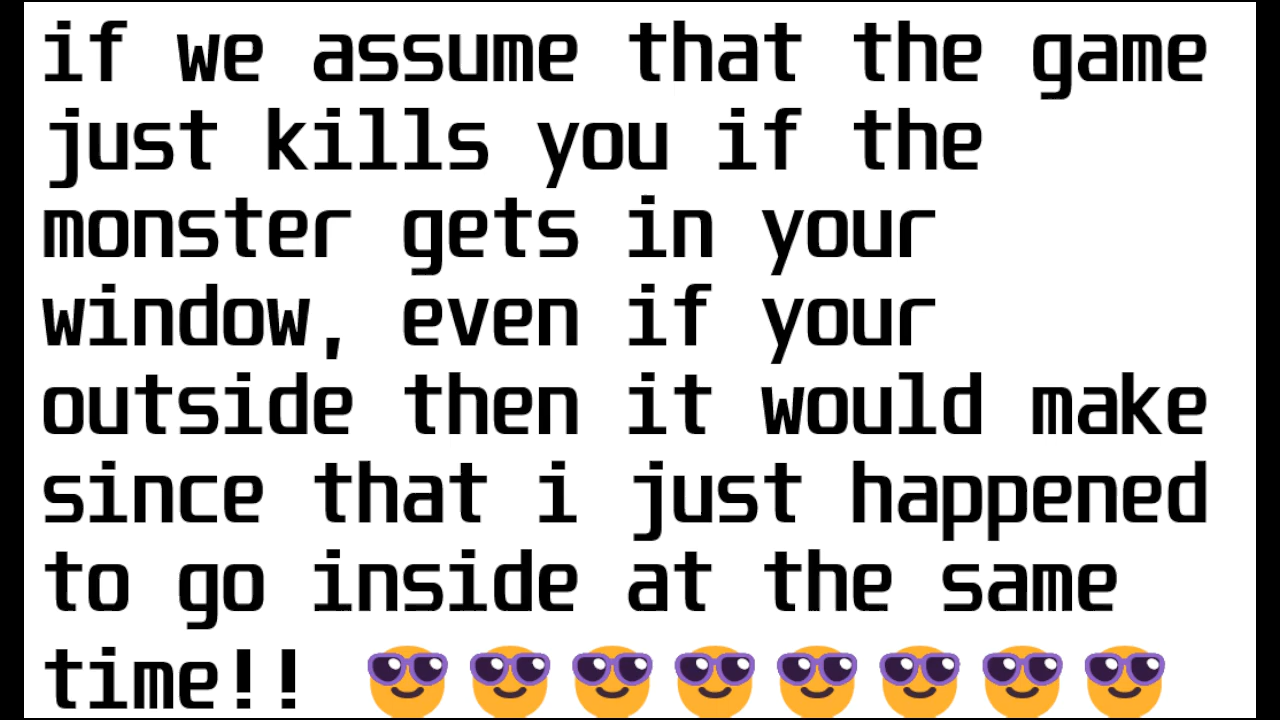 if we assume that the game
just kills you if the
monster gets in your
window, even if your
outside then it would make
since that i just happened
to go inside at the same
time!! 😎😎😎😎😎😎😎😎